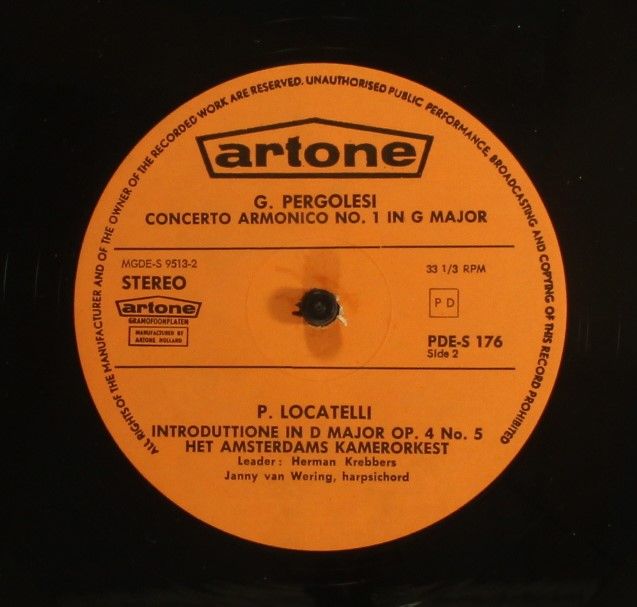 ALL RIGHTS OF THE MANUFACTURER AND OF THE OWNER OF THE RECORDED WORK ARE RESERVED. UNAUTHORISED PUBLIC PERFORMANCE, BROADCASTING AND COPYING OF THIS RECORD PROHIBITED
artone
G. PERGOLESI
CONCERTO ARMONICO NO. 1 IN G MAJOR
MGDE-S 9513-2
33 1/3 RPM
STEREO
artone
GRAMOFOONPLATEN
MANUFACTURED BY
ARTONE HOLLAND
P D
PDE-S 176
Side 2
P. LOCATELLI
INTRODUTTIONE IN D MAJOR OP. 4 No. 5
HET AMSTERDAMS KAMERORKEST
Leader: Herman Krebbers
Janny van Wering, harpsichord